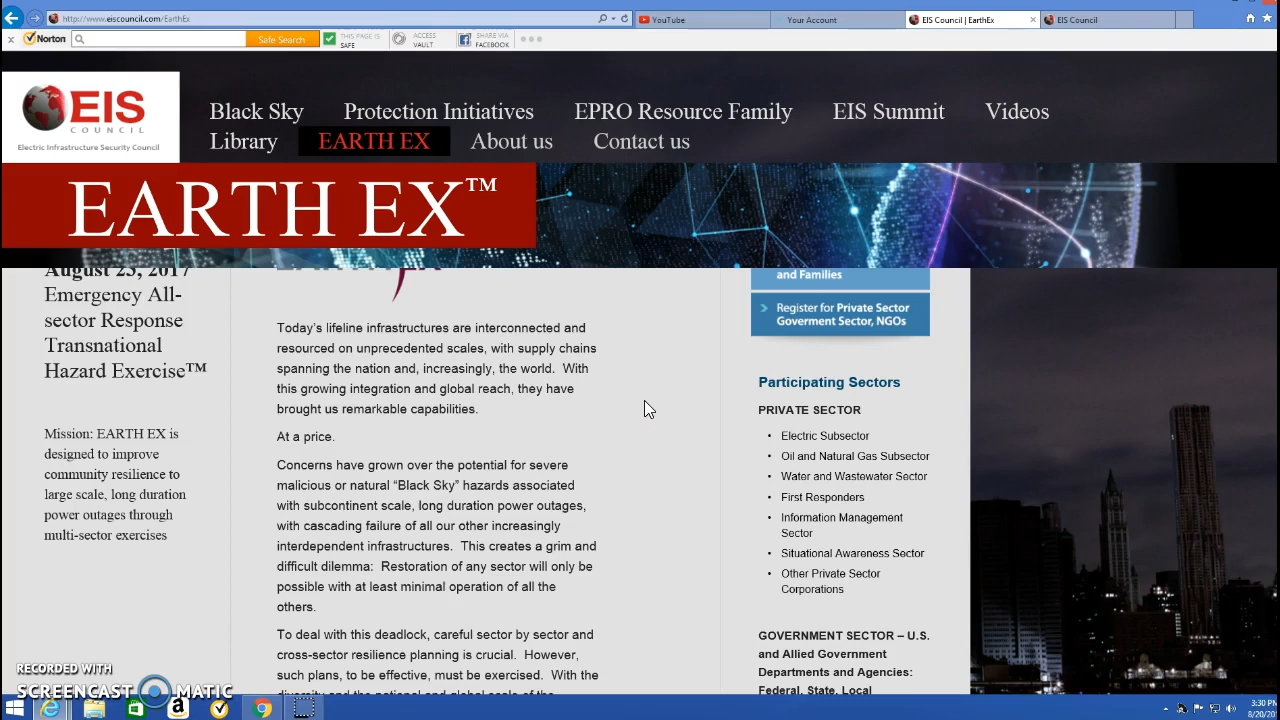 http://www.eiscouncil.com/EarthEx
YouTube
Your Account
EIS Council | EarthEx
EIS Council
Norton
Safe Search
THIS PAGE IS
SAFE
ACCESS
VAULT
SHARE VIA
FACEBOOK
EIS
COUNCIL
Electric Infrastructure Security Council
Black Sky
Protection Initiatives
EPRO Resource Family
EIS Summit
Videos
Library
EARTH EX
About us
Contact us
EARTH EX™
August 23, 2017
Emergency All-
sector Response
Transnational
Hazard Exercise™
Mission: EARTH EX is
designed to improve
community resilience to
large scale, long duration
power outages through
multi-sector exercises
Today's lifeline infrastructures are interconnected and
resourced on unprecedented scales, with supply chains
spanning the nation and, increasingly, the world.  With
this growing integration and global reach, they have
brought us remarkable capabilities.
At a price.
Concerns have grown over the potential for severe
malicious or natural “Black Sky” hazards associated
with subcontinent scale, long duration power outages,
with cascading failure of all our other increasingly
interdependent infrastructures.  This creates a grim and
difficult dilemma:  Restoration of any sector will only be
possible with at least minimal operation of all the
others.
To deal with this deadlock, careful sector by sector and
cross-sector resilience planning is crucial.  However,
such plans, to be effective, must be exercised.  With the
diversity and the national and global scale of the
and Families
Register for Private Sector
Goverment Sector, NGOs
Participating Sectors
PRIVATE SECTOR
• Electric Subsector
• Oil and Natural Gas Subsector
• Water and Wastewater Sector
• First Responders
• Information Management
Sector
• Situational Awareness Sector
• Other Private Sector
Corporations
GOVERNMENT SECTOR – U.S.
and Allied Government
Departments and Agencies:
Federal, State, Local
RECORDED WITH
SCREENCAST MATIC
3:30 PM